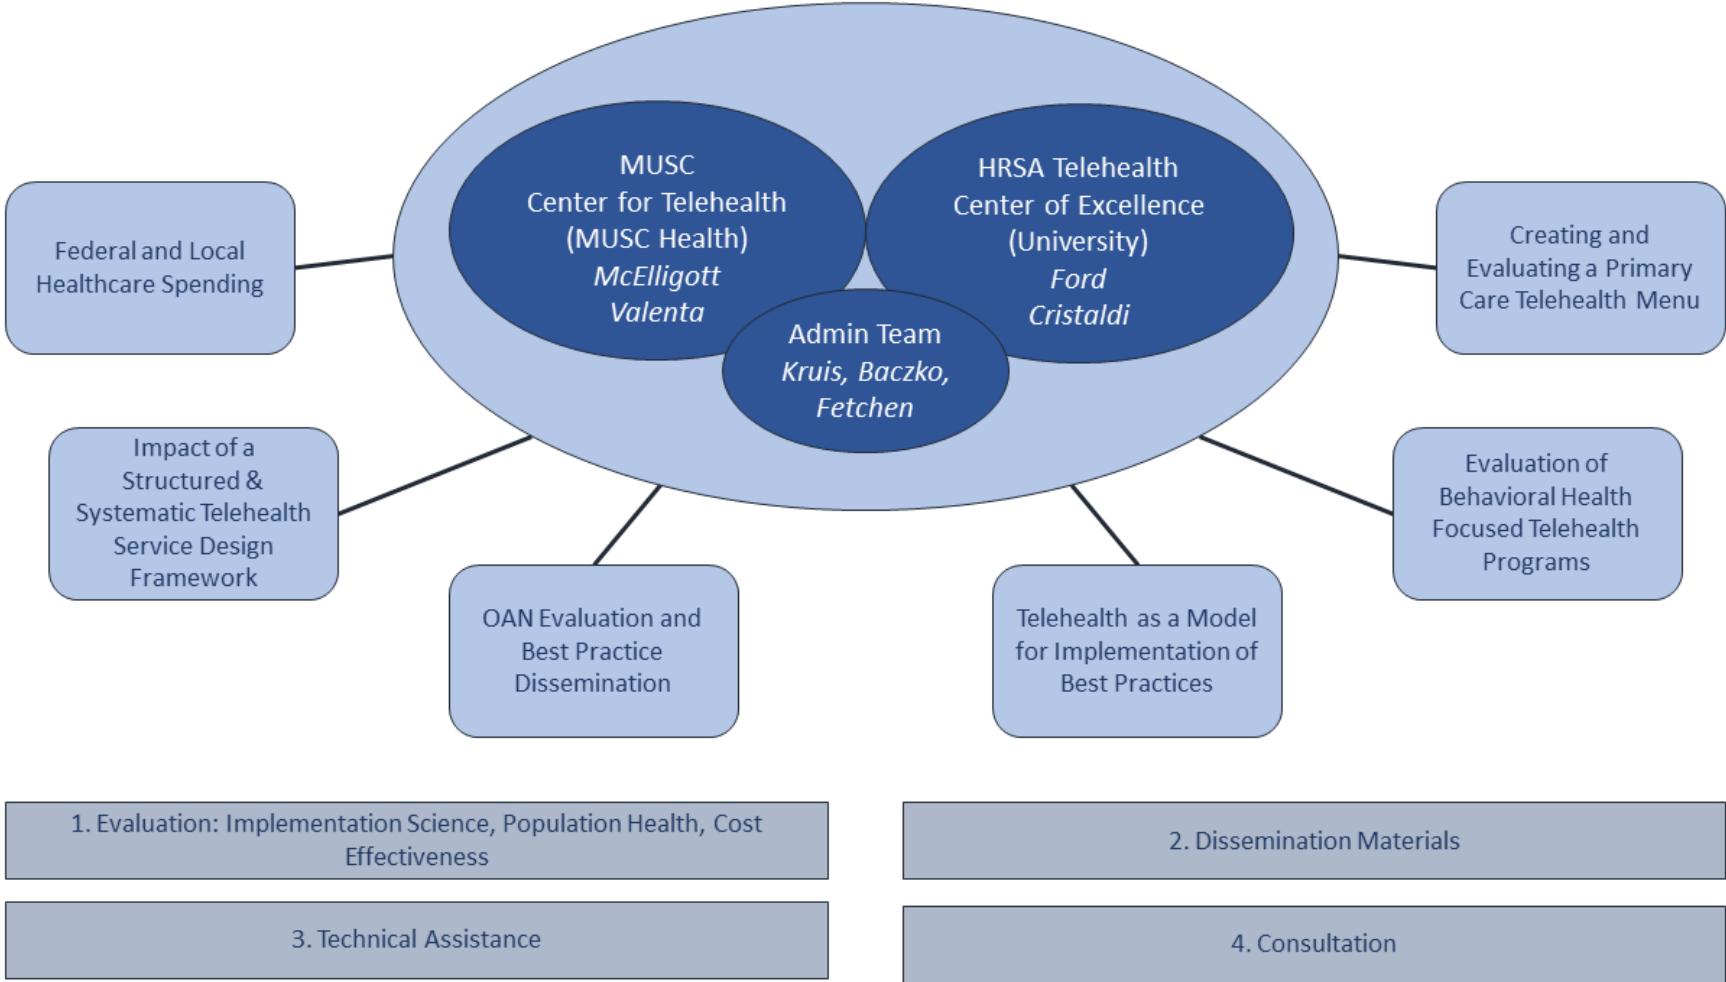 MUSC
Center for Telehealth
(MUSC Health)
McElligott
Valenta
HRSA Telehealth
Center of Excellence
(University)
Ford
Cristaldi
Admin Team
Kruis, Baczko,
Fetchen
Federal and Local
Healthcare Spending
Impact of a
Structured &
Systematic Telehealth
Service Design
Framework
OAN Evaluation and
Best Practice
Dissemination
Telehealth as a Model
for Implementation of
Best Practices
Evaluation of
Behavioral Health
Focused Telehealth
Programs
Creating and
Evaluating a Primary
Care Telehealth Menu
1. Evaluation: Implementation Science, Population Health, Cost
Effectiveness
2. Dissemination Materials
3. Technical Assistance
4. Consultation